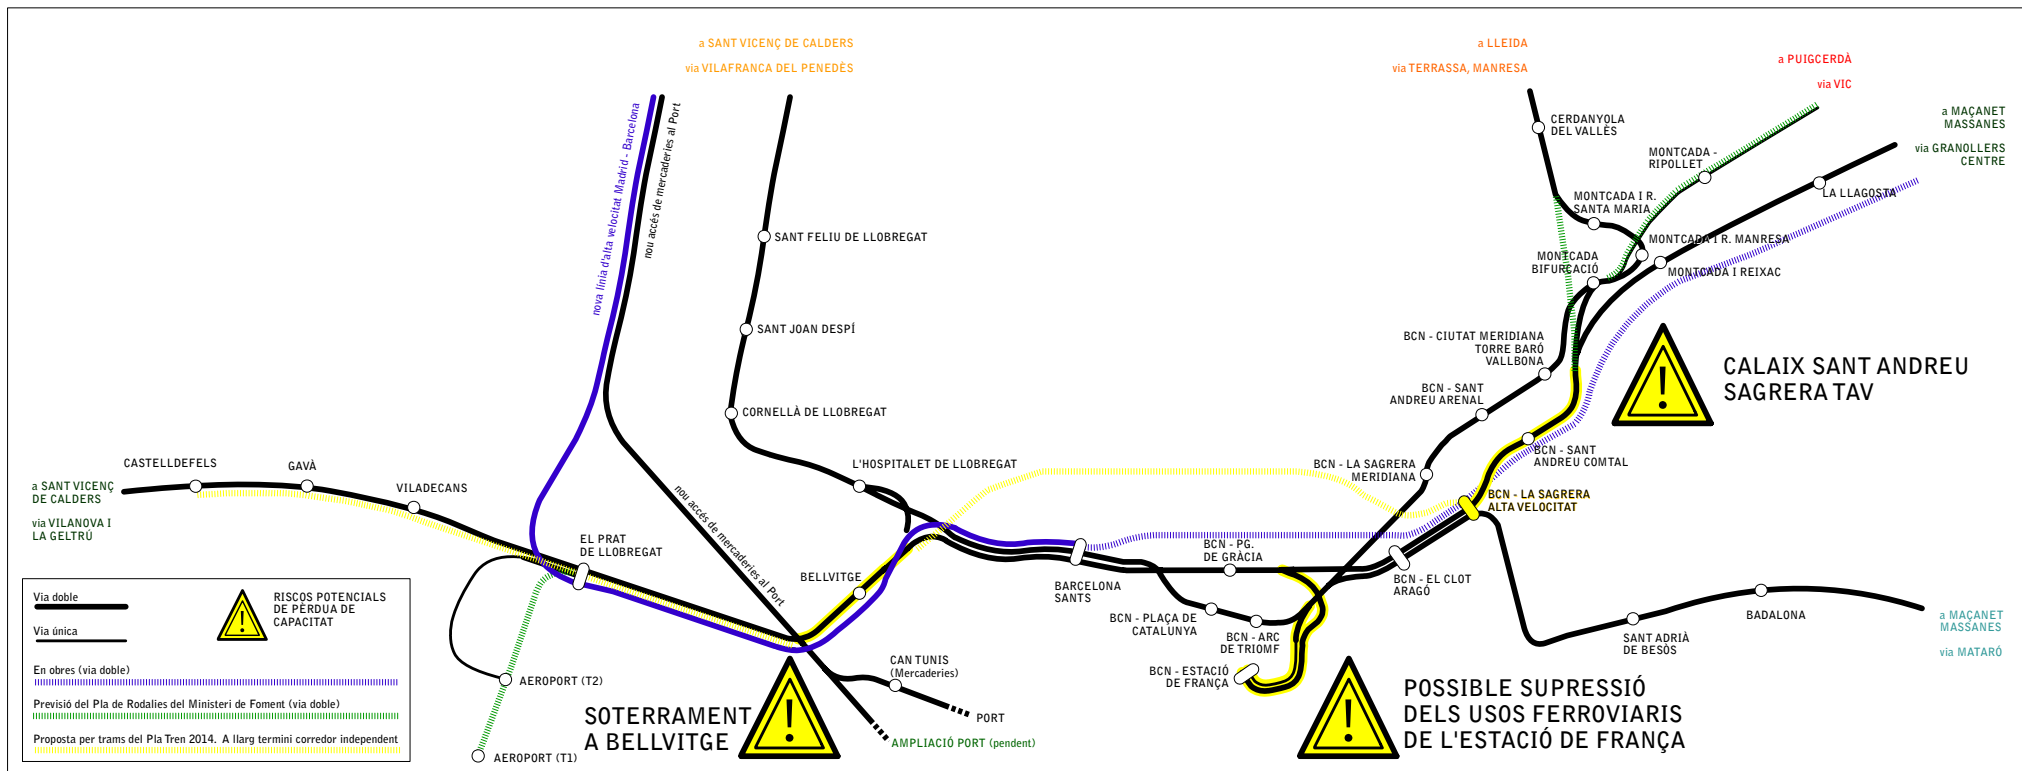 a SANT VICENÇ DE CALDERS
via VILAFRANCA DEL PENEDÈS
a LLEIDA
via TERRASSA, MANRESA
a PUIGCERDÀ
via VIC
a MAÇANET
MASSANES
via GRANOLLERS
CENTRE
nova línia d'alta velocitat Madrid - Barcelona
nou accés de mercaderies al Port
CERDANYOLA
DEL VALLÈS
MONTCADA -
RIPOLLET
LA LLAGOSTA
MONTCADA I R.
SANTA MARIA
MONTCADA I R. MANRESA
MONTCADA
BIFURCACIÓ
MONTCADA I REIXAC
SANT FELIU DE LLOBREGAT
SANT JOAN DESPÍ
BCN - CIUTAT MERIDIANA
TORRE BARÓ
VALLBONA
CALAIX SANT ANDREU
SAGRERA TAV
BCN - SANT
ANDREU ARENAL
CORNELLÀ DE LLOBREGAT
BCN - SANT
ANDREU COMTAL
CASTELLDEFELS
GAVÀ
VILADECANS
L'HOSPITALET DE LLOBREGAT
BCN - LA SAGRERA
MERIDIANA
BCN - LA SAGRERA
ALTA VELOCITAT
a SANT VICENÇ
DE CALDERS
via VILANOVA I
LA GELTRÚ
nou accés de mercaderies al Port
EL PRAT
DE LLOBREGAT
BELLVITGE
BARCELONA
SANTS
BCN - PG.
DE GRÀCIA
BCN - EL CLOT
ARAGÓ
BCN - PLAÇA DE
CATALUNYA
BCN - ARC
DE TRIOMF
BCN - ESTACIÓ
DE FRANÇA
SANT ADRIÀ
DE BESÒS
BADALONA
a MAÇANET
MASSANES
via MATARÓ
CAN TUNIS
(Mercaderies)
PORT
AMPLIACIÓ PORT (pendent)
AEROPORT (T2)
AEROPORT (T1)
SOTERRAMENT
A BELLVITGE
POSSIBLE SUPRESSIÓ
DELS USOS FERROVIARIS
DE L'ESTACIÓ DE FRANÇA
Via doble
Via única
RISCOS POTENCIALS
DE PÈRDUA DE
CAPACITAT
En obres (via doble)
Previsió del Pla de Rodalies del Ministeri de Foment (via doble)
Proposta per trams del Pla Tren 2014. A llarg termini corredor independent